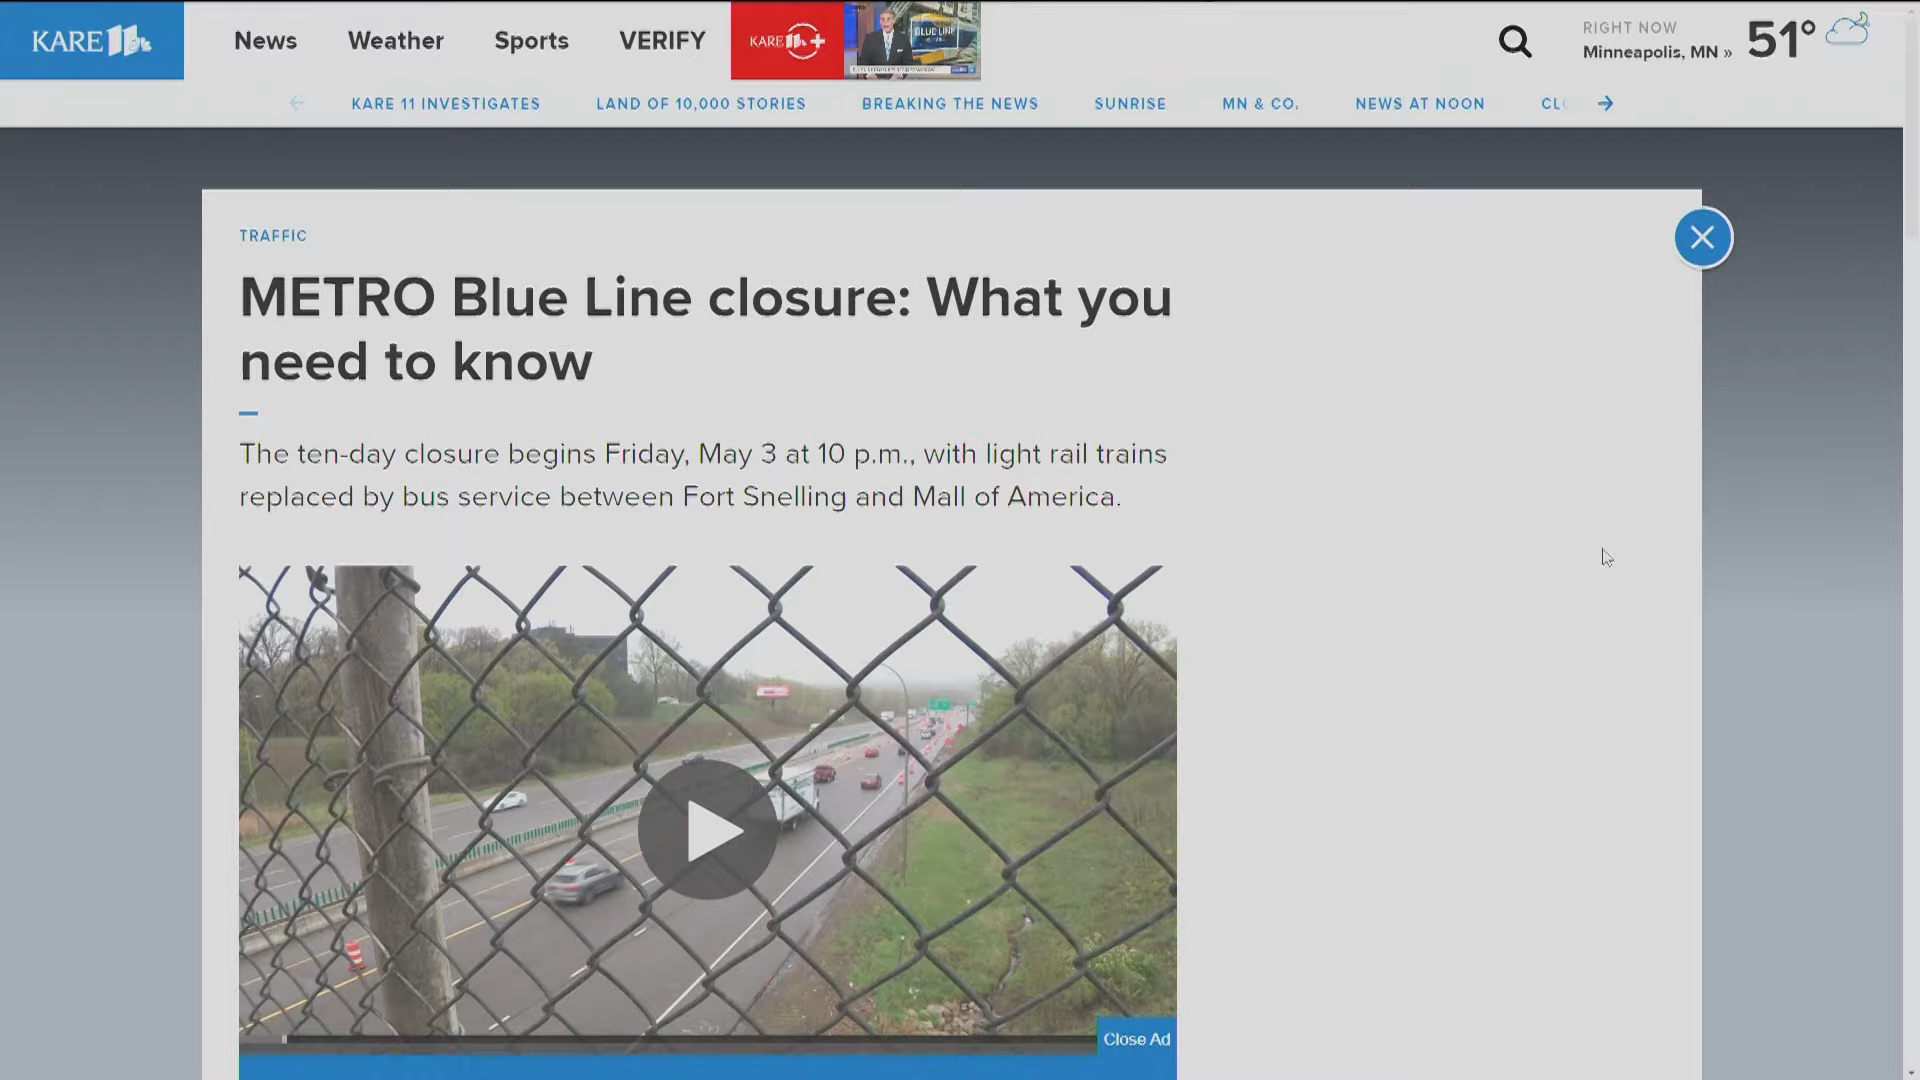 KARE 11
News
Weather
Sports
VERIFY
KARE 11+
BLUE LINE
RIGHT NOW
Minneapolis, MN »
51°
KARE 11 INVESTIGATES
LAND OF 10,000 STORIES
BREAKING THE NEWS
SUNRISE
MN & CO.
NEWS AT NOON
TRAFFIC
METRO Blue Line closure: What you
need to know
The ten-day closure begins Friday, May 3 at 10 p.m., with light rail trains
replaced by bus service between Fort Snelling and Mall of America.
Close Ad